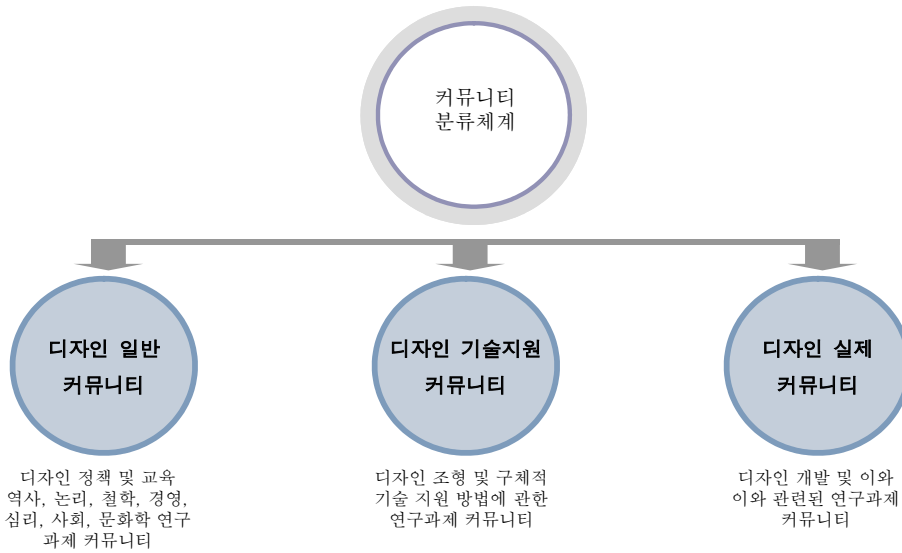 커뮤니티
분류체계
디자인 일반
커뮤니티
디자인 정책 및 교육
역사, 논리, 철학, 경영,
심리, 사회, 문화학 연구
과제 커뮤니티
디자인 기술지원
커뮤니티
디자인 조형 및 구체적
기술 지원 방법에 관한
연구과제 커뮤니티
디자인 실제
커뮤니티
디자인 개발 및 이와
이와 관련된 연구과제
커뮤니티